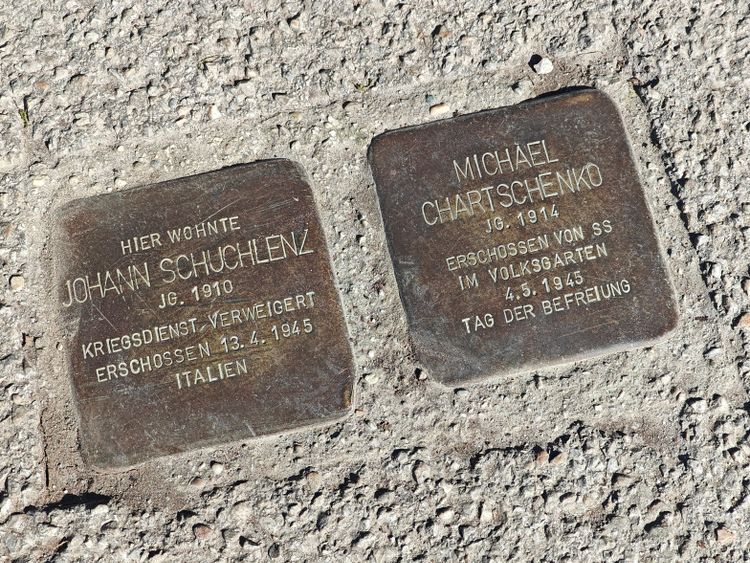 HIER WOHNTE
JOHANN SCHUCHLENZ
JG. 1910
KRIEGSDIENST VERWEIGERT
ERSCHOSSEN 13.4.1945
ITALIEN
MICHAEL
CHARTSCHENKO
JG. 1914
ERSCHOSSEN VON SS
IM VOLKSGARTEN
4.5.1945
TAG DER BEFREIUNG